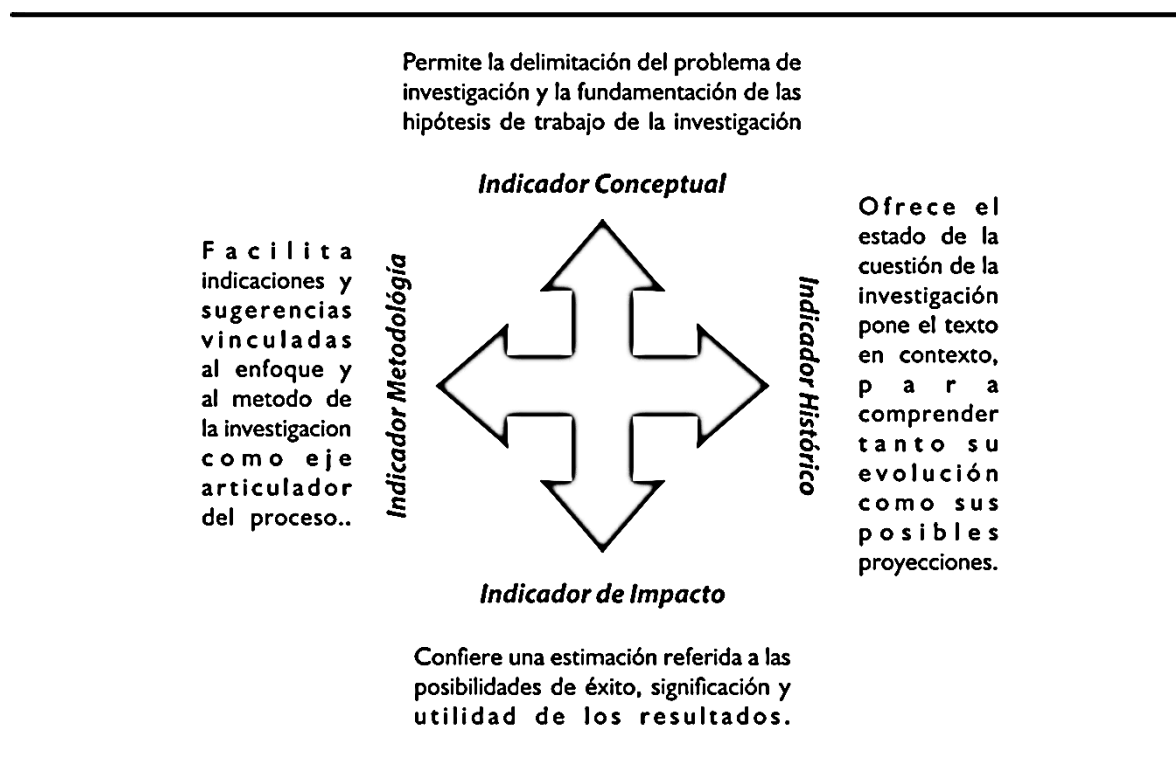 Permite la delimitación del problema de
investigación y la fundamentación de las
hipótesis de trabajo de la investigación
Indicador Conceptual
Facilita
indicaciones y
sugerencias
vinculadas
al enfoque y
al metodo de
la investigacion
como eje
articulador
del proceso..
Indicador Metodológía
Indicador Histórico
Ofrece el
estado de la
cuestión de la
investigación
pone el texto
en contexto,
para
comprender
tanto su
evolución
como sus
posibles
proyecciones.
Indicador de Impacto
Confiere una estimación referida a las
posibilidades de éxito, significación y
utilidad de los resultados.